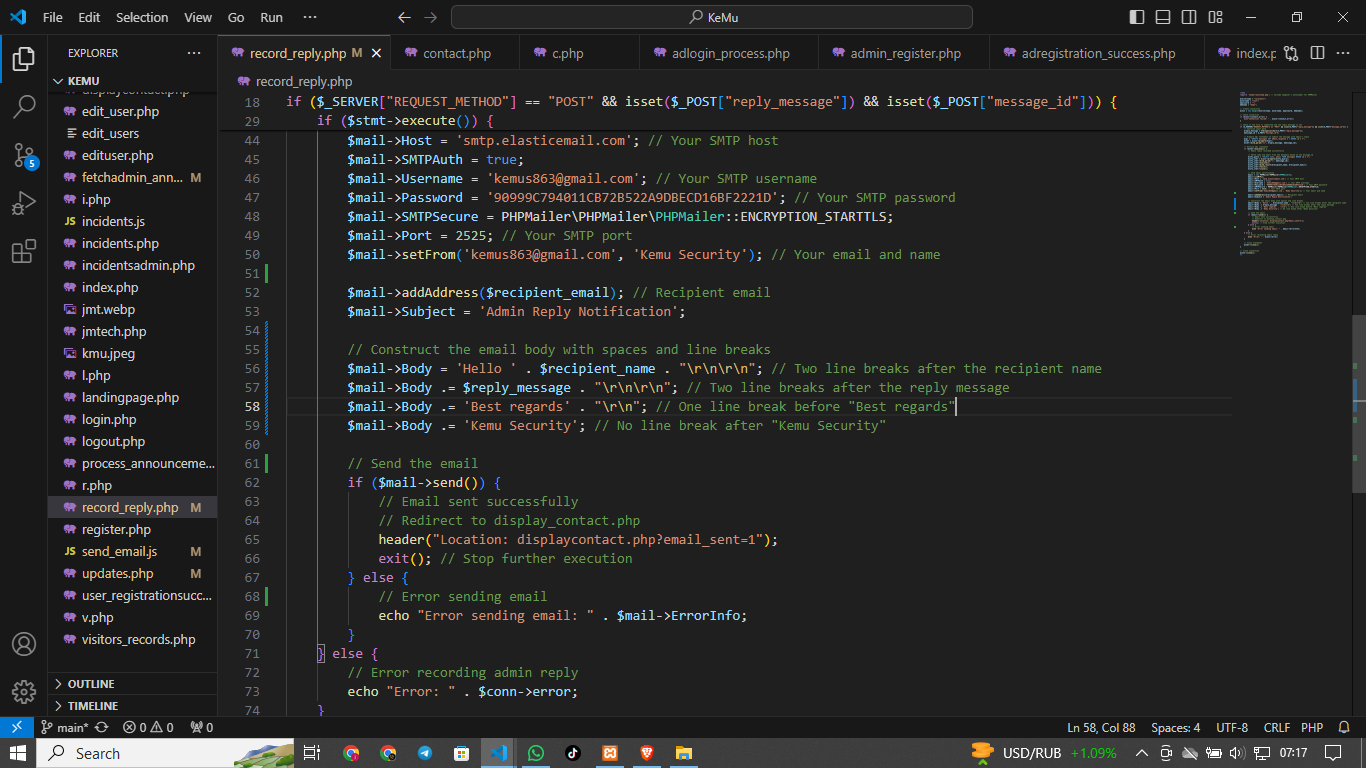 File Edit Selection View Go Run ··· KeMu
EXPLORER ···
KEMU
displaycontact.php
edit_user.php
edit_users
edituser.php
fetchadmin_ann... M
i.php
incidents.js
incidents.php
incidentsadmin.php
index.php
jmt.webp
jmtech.php
kmu.jpeg
l.php
landingpage.php
login.php
logout.php
process_announceme...
r.php
record_reply.php M
register.php
send_email.js M
updates.php M
user_registrationsucc...
v.php
visitors_records.php
OUTLINE
TIMELINE
5
record_reply.php M contact.php c.php adlogin_process.php admin_register.php adregistration_success.php index.p ···
record_reply.php
18 if ($_SERVER["REQUEST_METHOD"] == "POST" && isset($_POST["reply_message"]) && isset($_POST["message_id"])) {
29 if ($stmt->execute()) {
44 $mail->Host = 'smtp.elasticemail.com'; // Your SMTP host
45 $mail->SMTPAuth = true;
46 $mail->Username = 'kemus863@gmail.com'; // Your SMTP username
47 $mail->Password = '90999C794011CB72B522A9DBECD16BF2221D'; // Your SMTP password
48 $mail->SMTPSecure = PHPMailer\PHPMailer\PHPMailer::ENCRYPTION_STARTTLS;
49 $mail->Port = 2525; // Your SMTP port
50 $mail->setFrom('kemus863@gmail.com', 'Kemu Security'); // Your email and name
51
52 $mail->addAddress($recipient_email); // Recipient email
53 $mail->Subject = 'Admin Reply Notification';
54
55 // Construct the email body with spaces and line breaks
56 $mail->Body = 'Hello ' . $recipient_name . "\r\n\r\n"; // Two line breaks after the recipient name
57 $mail->Body .= $reply_message . "\r\n\r\n"; // Two line breaks after the reply message
58 $mail->Body .= 'Best regards' . "\r\n"; // One line break before "Best regards"
59 $mail->Body .= 'Kemu Security'; // No line break after "Kemu Security"
60
61 // Send the email
62 if ($mail->send()) {
63 // Email sent successfully
64 // Redirect to display_contact.php
65 header("Location: displaycontact.php?email_sent=1");
66 exit(); // Stop further execution
67 } else {
68 // Error sending email
69 echo "Error sending email: " . $mail->ErrorInfo;
70 }
71 } else {
72 // Error recording admin reply
73 echo "Error: " . $conn->error;
74 }
main* 0 0 0 Ln 58, Col 88 Spaces: 4 UTF-8 CRLF PHP
Search USD/RUB +1.09% 07:17